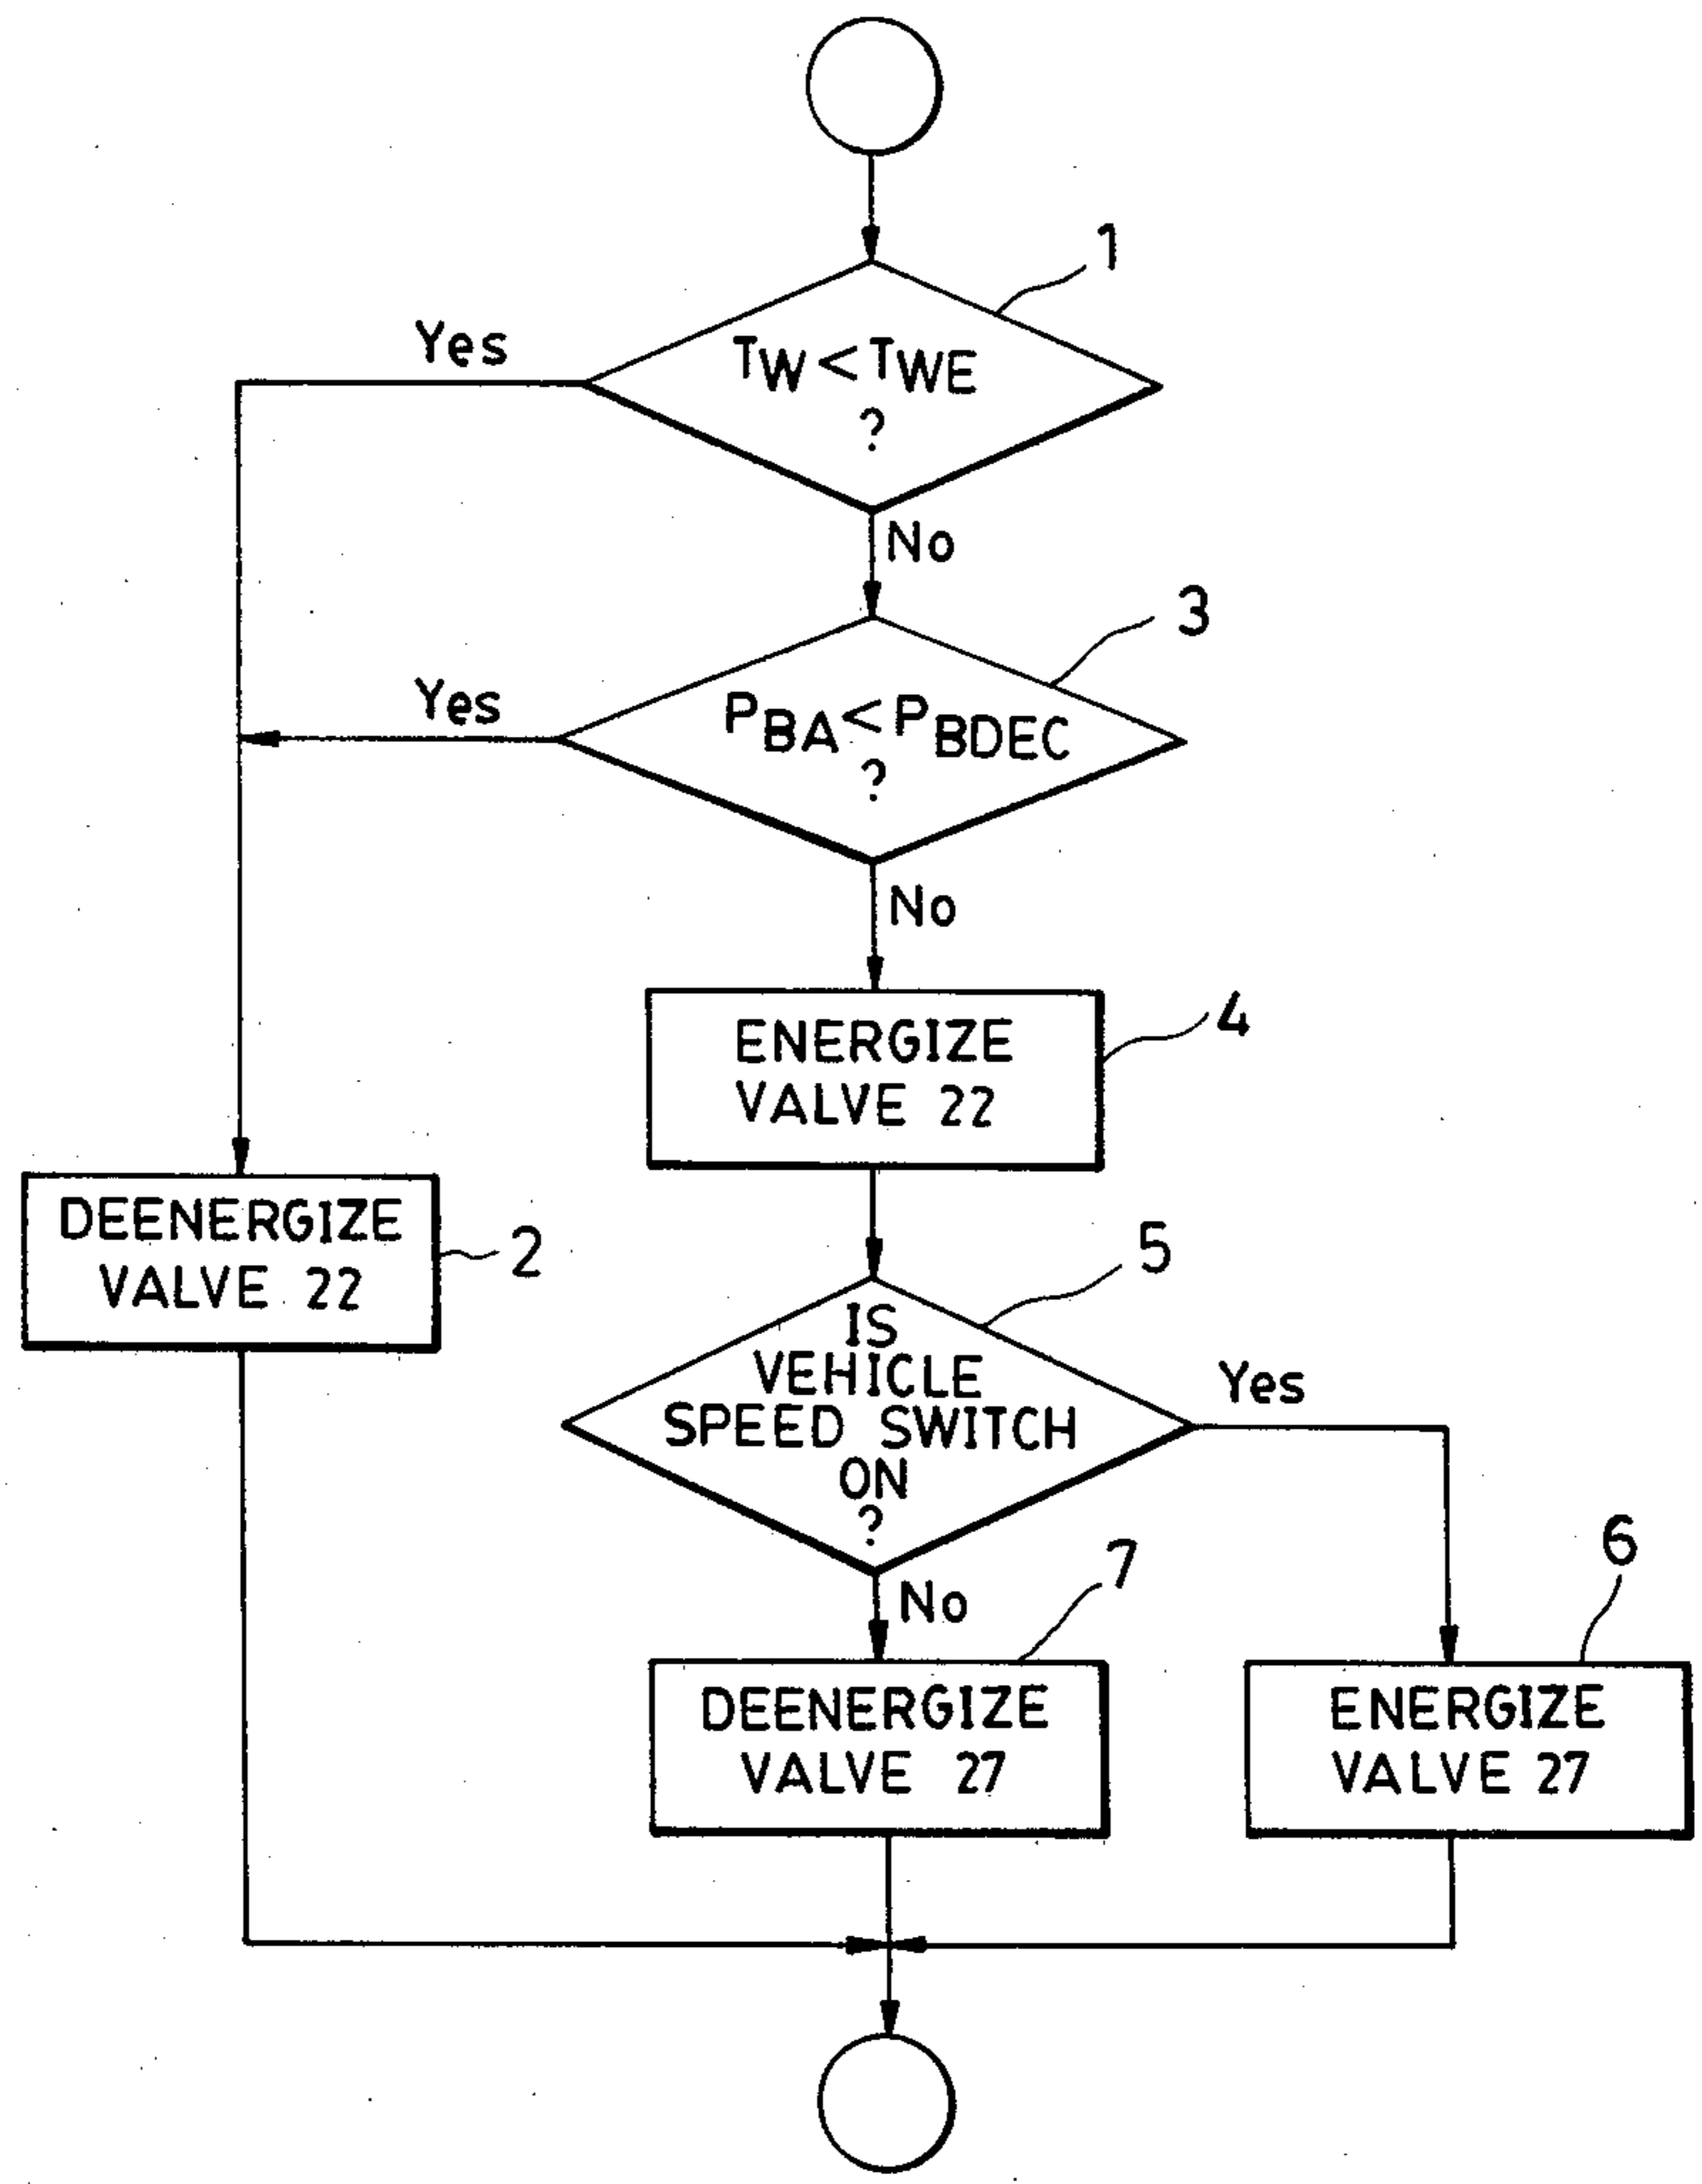 1
Yes
TW<TWE
?
No
3
Yes
PBA<PBDEC
?
No
4
ENERGIZE
VALVE 22
DEENERGIZE
VALVE 22
2
5
IS
VEHICLE
SPEED SWITCH
ON
?
Yes
No
7
6
DEENERGIZE
VALVE 27
ENERGIZE
VALVE 27